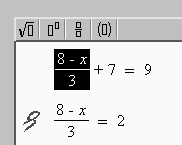 (8 - x)/3 + 7 = 9
(8 - x)/3 = 2